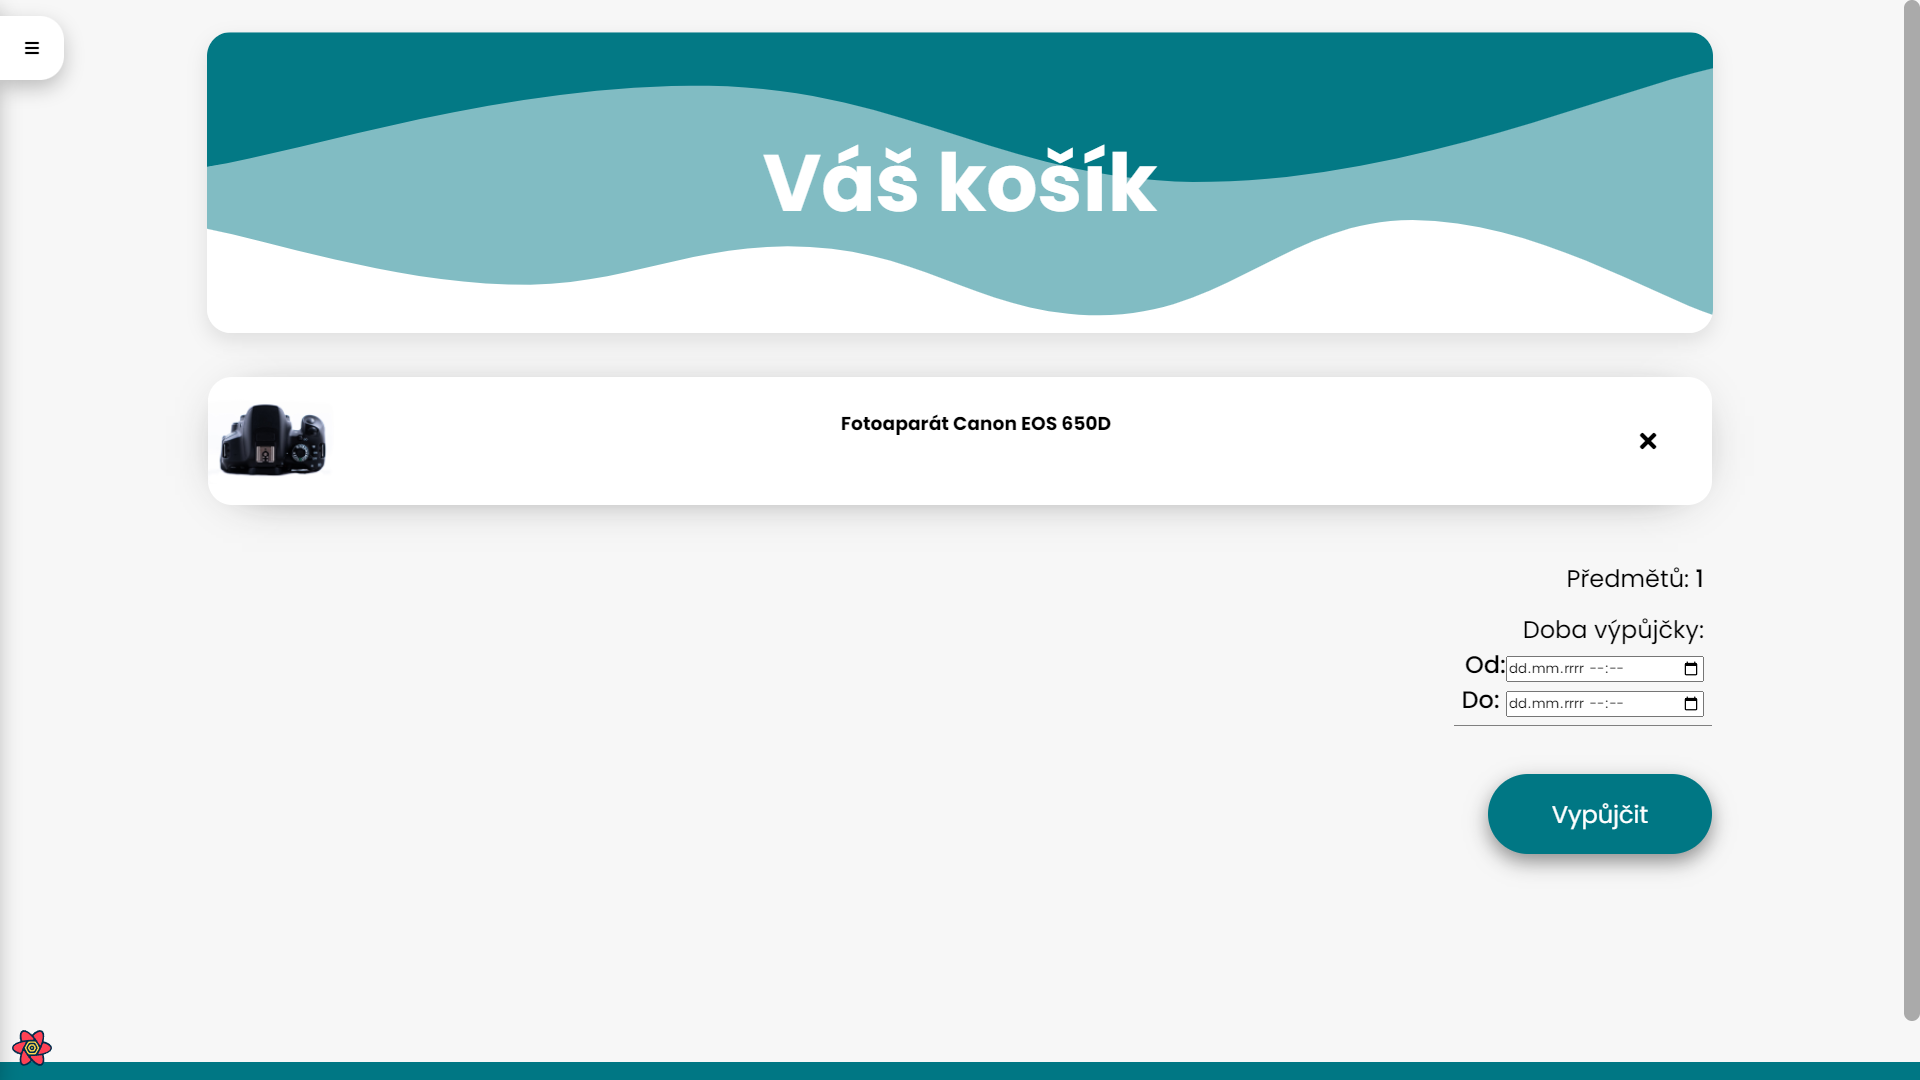 Váš košík
Fotoaparát Canon EOS 650D
Předmětů: 1
Doba výpůjčky:
Od: dd.mm.rrrr --:--
Do: dd.mm.rrrr --:--
Vypůjčit